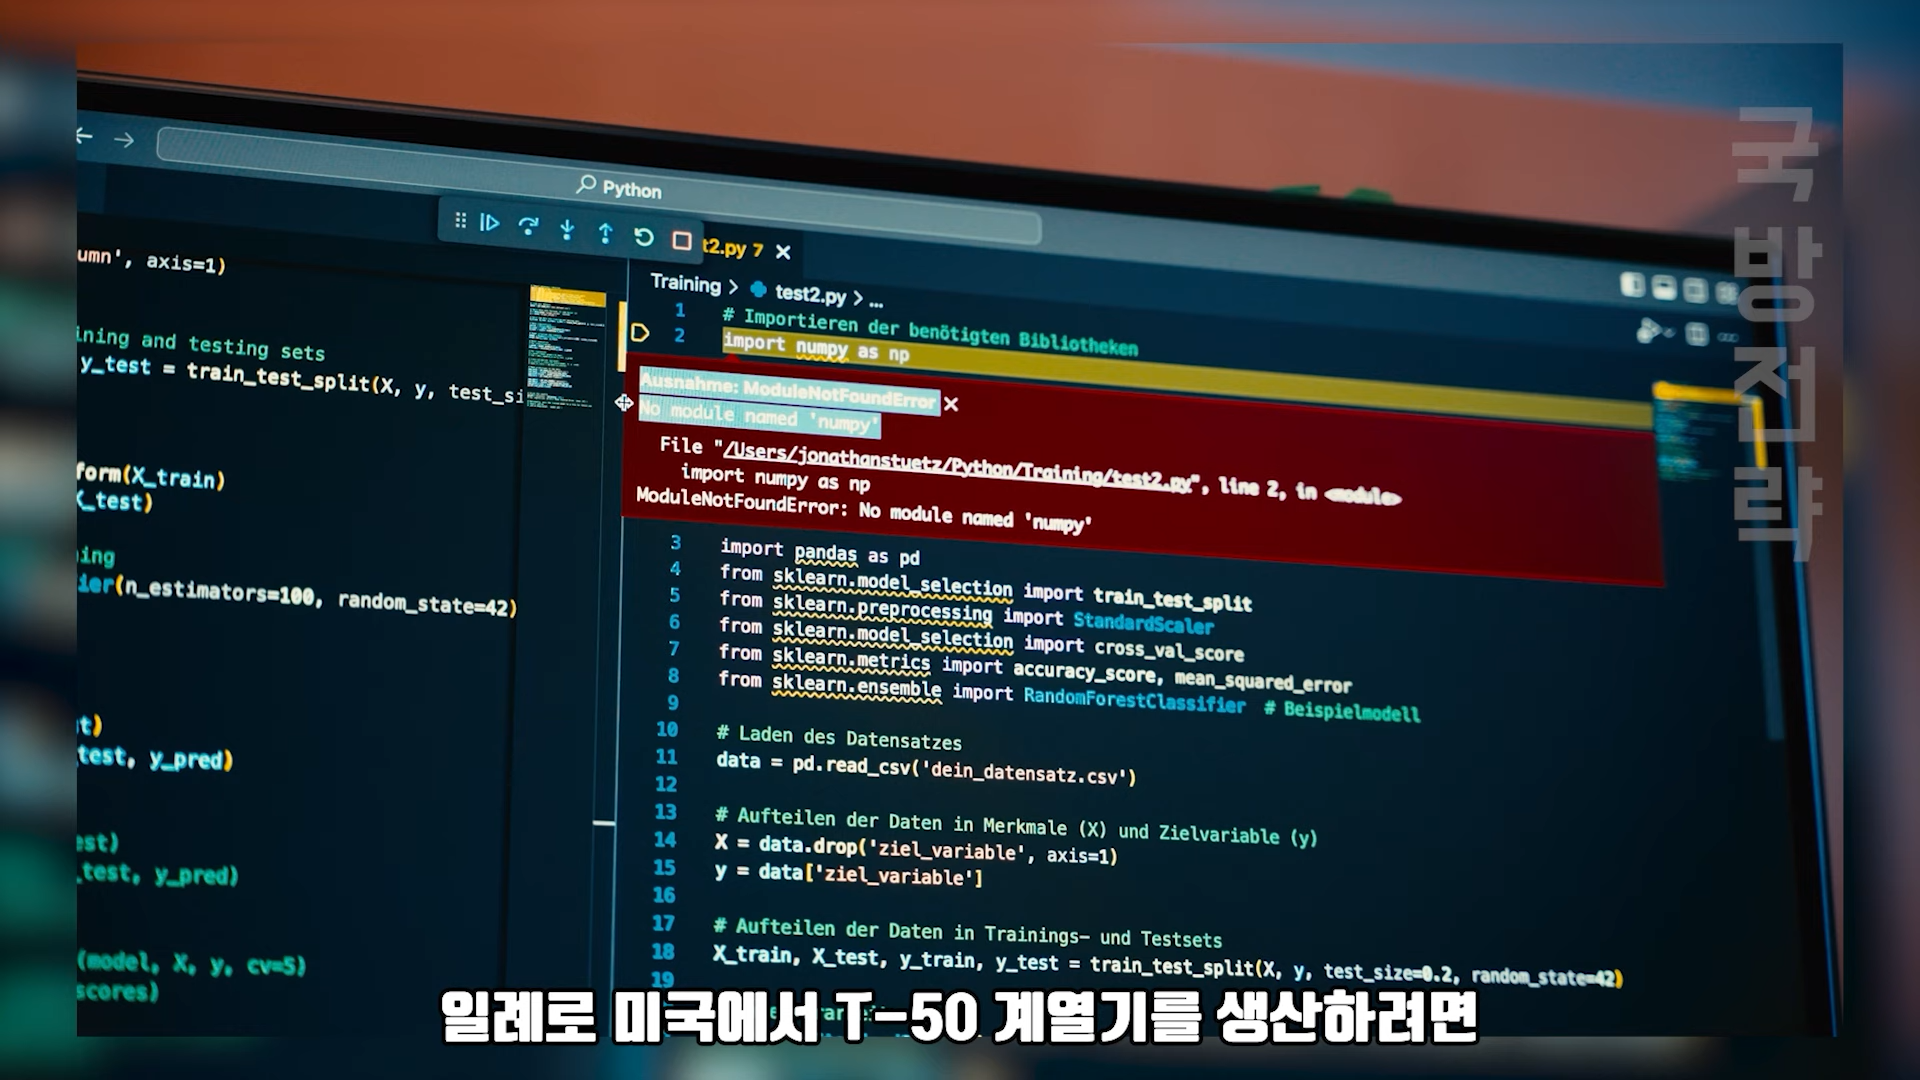 Python
t2.py 7
umn', axis=1)
ning and testing sets
y_test = train_test_split(X, y, test_si
form(X_train)
X_test)
ning
ier(n_estimators=100, random_state=42)
t)
test, y_pred)
est)
_test, y_pred)
(model, X, y, cv=5)
scores)
Training > test2.py > ...
1 # Importieren der benötigten Bibliotheken
2 import numpy as np
Ausnahme: ModuleNotFoundError
No module named 'numpy'
File "/Users/jonathanstuetz/Python/Training/test2.py", line 2, in <module>
import numpy as np
ModuleNotFoundError: No module named 'numpy'
3 import pandas as pd
4 from sklearn.model_selection import train_test_split
5 from sklearn.preprocessing import StandardScaler
6 from sklearn.model_selection import cross_val_score
7 from sklearn.metrics import accuracy_score, mean_squared_error
8 from sklearn.ensemble import RandomForestClassifier # Beispielmodell
9
10 # Laden des Datensatzes
11 data = pd.read_csv('dein_datensatz.csv')
12
13 # Aufteilen der Daten in Merkmale (X) und Zielvariable (y)
14 X = data.drop('ziel_variable', axis=1)
15 y = data['ziel_variable']
16
17 # Aufteilen der Daten in Trainings- und Testsets
18 X_train, X_test, y_train, y_test = train_test_split(X, y, test_size=0.2, random_state=42)
19
일례로 미국에서 T-50 계열기를 생산하려면
국방전략